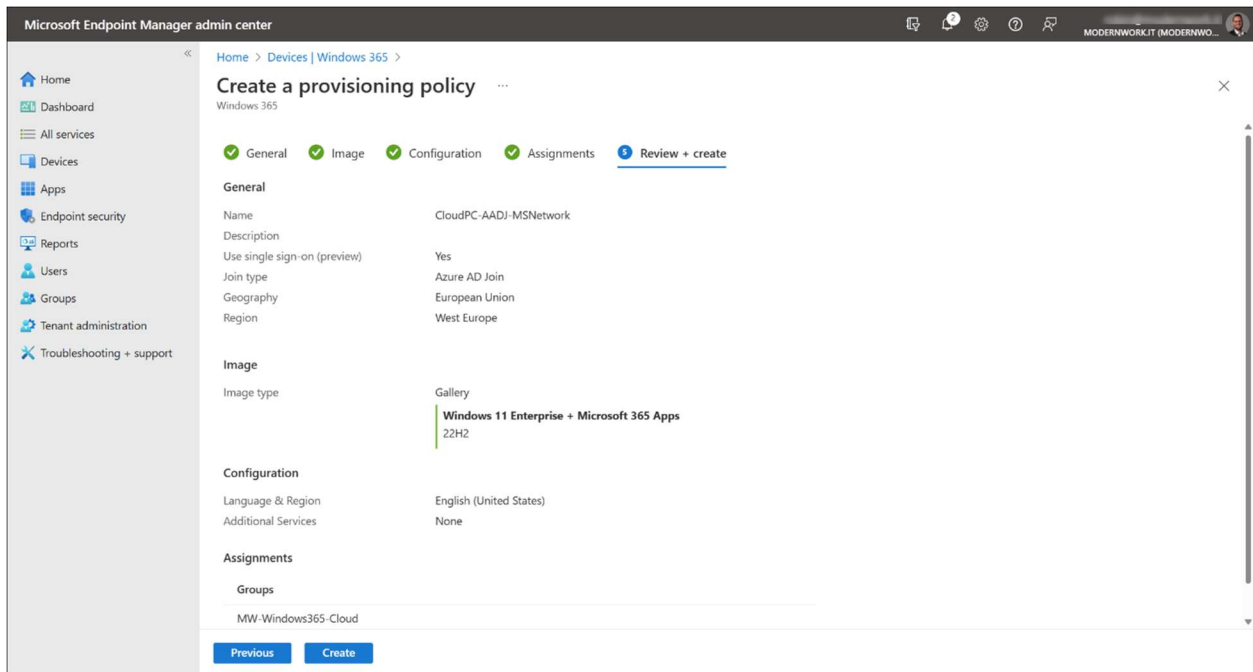 Microsoft Endpoint Manager admin center
2
MODERNWORK.IT (MODERNWO...
«
Home
Dashboard
All services
Devices
Apps
Endpoint security
Reports
Users
Groups
Tenant administration
Troubleshooting + support
Home > Devices | Windows 365 >
Create a provisioning policy ...
Windows 365
General Image Configuration Assignments 5 Review + create
General
Name CloudPC-AADJ-MSNetwork
Description
Use single sign-on (preview) Yes
Join type Azure AD Join
Geography European Union
Region West Europe
Image
Image type Gallery
Windows 11 Enterprise + Microsoft 365 Apps
22H2
Configuration
Language & Region English (United States)
Additional Services None
Assignments
Groups
MW-Windows365-Cloud
Previous Create